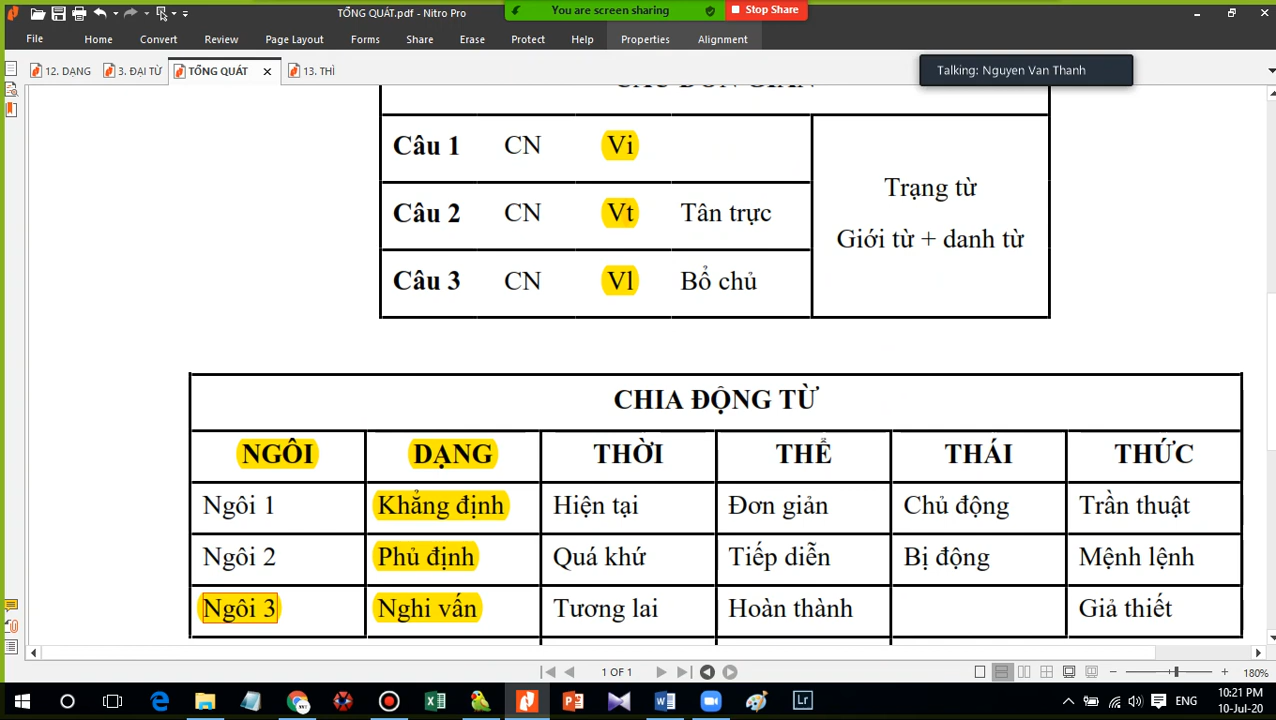 TỔNG QUÁT.pdf - Nitro Pro
You are screen sharing
Stop Share
File Home Convert Review Page Layout Forms Share Erase Protect Help Properties Alignment
12. DẠNG 3. ĐẠI TỪ TỔNG QUÁT 13. THÌ
Talking: Nguyen Van Thanh
CÂU ĐƠN GIẢN
Câu 1 CN Vi
Trạng từ
Câu 2 CN Vt Tân trực
Giới từ + danh từ
Câu 3 CN Vl Bổ chủ
CHIA ĐỘNG TỪ
NGÔI DẠNG THỜI THỂ THÁI THỨC
Ngôi 1 Khẳng định Hiện tại Đơn giản Chủ động Trần thuật
Ngôi 2 Phủ định Quá khứ Tiếp diễn Bị động Mệnh lệnh
Ngôi 3 Nghi vấn Tương lai Hoàn thành Giả thiết
1 OF 1
180%
ENG
10:21 PM
10-Jul-20
Lr